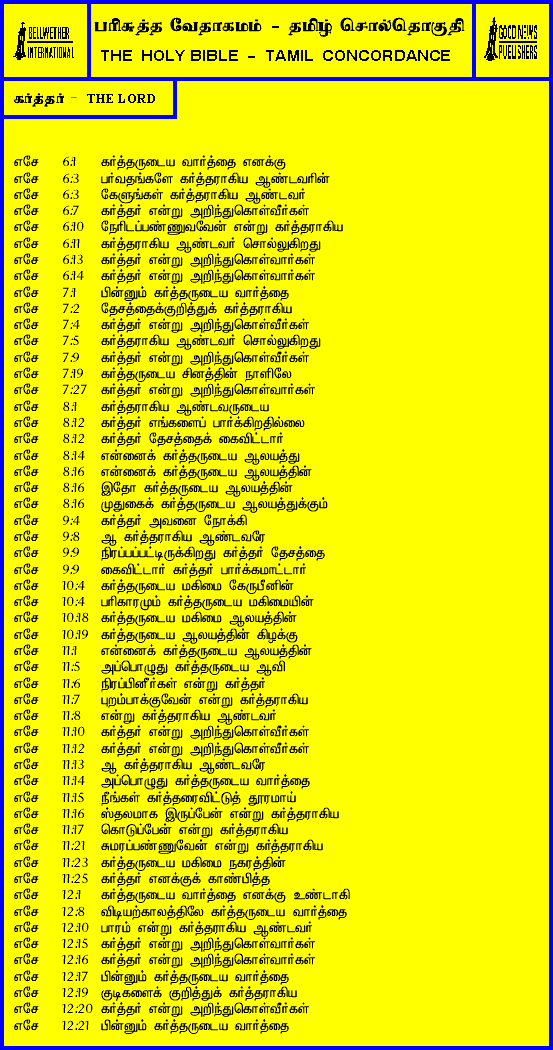 BELLWETHER
INTERNATIONAL
பரிசுத்த வேதாகமம் - தமிழ் சொல்தொகுதி
THE HOLY BIBLE - TAMIL CONCORDANCE
GOOD NEWS
PUBLISHERS
கர்த்தர் - THE LORD
எசே 6:1 கர்த்தருடைய வார்த்தை எனக்கு
எசே 6:3 பர்வதங்களே கர்த்தராகிய ஆண்டவரின்
எசே 6:3 கேளுங்கள் கர்த்தராகிய ஆண்டவர்
எசே 6:7 கர்த்தர் என்று அறிந்துகொள்வீர்கள்
எசே 6:10 நேரிடப்பண்ணுவவேன் என்று கர்த்தராகிய
எசே 6:11 கர்த்தராகிய ஆண்டவர் சொல்லுகிறது
எசே 6:13 கர்த்தர் என்று அறிந்துகொள்வார்கள்
எசே 6:14 கர்த்தர் என்று அறிந்துகொள்வார்கள்
எசே 7:1 பின்னும் கர்த்தருடைய வார்த்தை
எசே 7:2 தேசத்தைக்குறித்துக் கர்த்தராகிய
எசே 7:4 கர்த்தர் என்று அறிந்துகொள்வீர்கள்
எசே 7:5 கர்த்தராகிய ஆண்டவர் சொல்லுகிறது
எசே 7:9 கர்த்தர் என்று அறிந்துகொள்வீர்கள்
எசே 7:19 கர்த்தருடைய சினத்தின் நாளிலே
எசே 7:27 கர்த்தர் என்று அறிந்துகொள்வார்கள்
எசே 8:1 கர்த்தராகிய ஆண்டவருடைய
எசே 8:12 கர்த்தர் எங்களைப் பார்க்கிறதில்லை
எசே 8:12 கர்த்தர் தேசத்தைக் கைவிட்டார்
எசே 8:14 என்னைக் கர்த்தருடைய ஆலயத்து
எசே 8:16 என்னைக் கர்த்தருடைய ஆலயத்தின்
எசே 8:16 இதோ கர்த்தருடைய ஆலயத்தின்
எசே 8:16 முதுகைக் கர்த்தருடைய ஆலயத்துக்கும்
எசே 9:4 கர்த்தர் அவனை நோக்கி
எசே 9:8 ஆ கர்த்தராகிய ஆண்டவரே
எசே 9:9 நிரப்பப்பட்டிருக்கிறது கர்த்தர் தேசத்தை
எசே 9:9 கைவிட்டார் கர்த்தர் பார்க்கமாட்டார்
எசே 10:4 கர்த்தருடைய மகிமை கேருபீனின்
எசே 10:4 பரிகாரமும் கர்த்தருடைய மகிமையின்
எசே 10:18 கர்த்தருடைய மகிமை ஆலயத்தின்
எசே 10:19 கர்த்தருடைய ஆலயத்தின் கிழக்கு
எசே 11:1 என்னைக் கர்த்தருடைய ஆலயத்தின்
எசே 11:5 அப்பொழுது கர்த்தருடைய ஆவி
எசே 11:6 நிரப்பினீர்கள் என்று கர்த்தர்
எசே 11:7 புறம்பாக்குவேன் என்று கர்த்தராகிய
எசே 11:8 என்று கர்த்தராகிய ஆண்டவர்
எசே 11:10 கர்த்தர் என்று அறிந்துகொள்வீர்கள்
எசே 11:12 கர்த்தர் என்று அறிந்துகொள்வீர்கள்
எசே 11:13 ஆ கர்த்தராகிய ஆண்டவரே
எசே 11:14 அப்பொழுது கர்த்தருடைய வார்த்தை
எசே 11:15 நீங்கள் கர்த்தரைவிட்டுத் தூரமாய்
எசே 11:16 ஸ்தலமாக இருப்பேன் என்று கர்த்தராகிய
எசே 11:17 கொடுப்பேன் என்று கர்த்தராகிய
எசே 11:21 சுமரப்பண்ணுவேன் என்று கர்த்தராகிய
எசே 11:23 கர்த்தருடைய மகிமை நகரத்தின்
எசே 11:25 கர்த்தர் எனக்குக் காண்பித்த
எசே 12:1 கர்த்தருடைய வார்த்தை எனக்கு உண்டாகி
எசே 12:8 விடியற்காலத்திலே கர்த்தருடைய வார்த்தை
எசே 12:10 பாரம் என்று கர்த்தராகிய ஆண்டவர்
எசே 12:15 கர்த்தர் என்று அறிந்துகொள்வார்கள்
எசே 12:16 கர்த்தர் என்று அறிந்துகொள்வார்கள்
எசே 12:17 பின்னும் கர்த்தருடைய வார்த்தை
எசே 12:19 குடிகளைக் குறித்துக் கர்த்தராகிய
எசே 12:20 கர்த்தர் என்று அறிந்துகொள்வீர்கள்
எசே 12:21 பின்னும் கர்த்தருடைய வார்த்தை